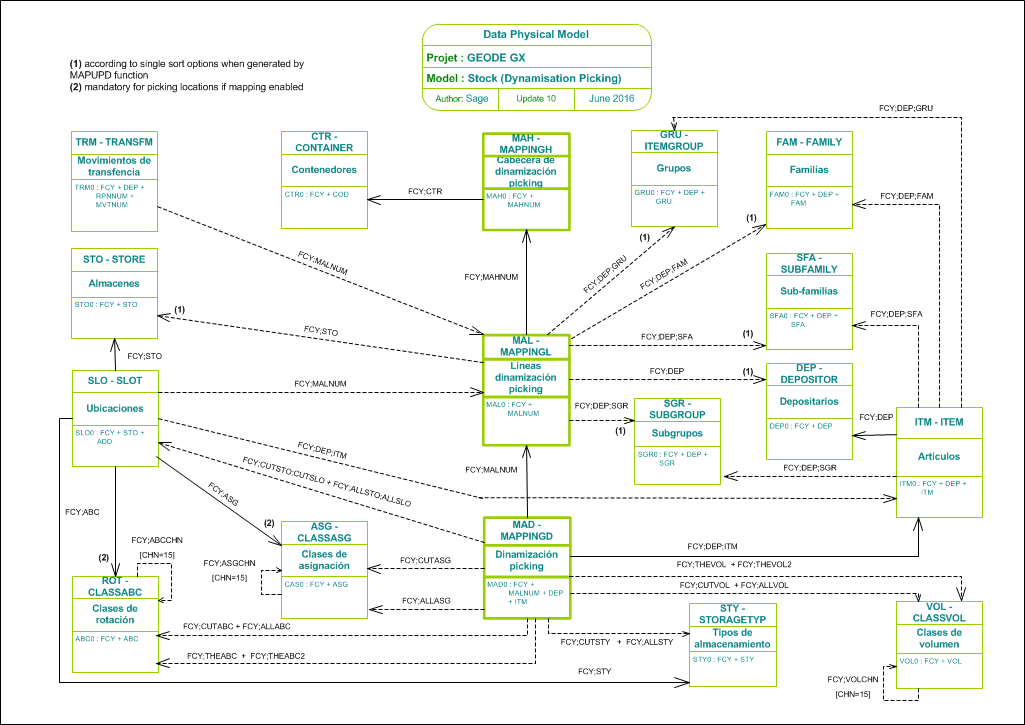 Data Physical Model
Projet : GEODE GX
Model : Stock (Dynamisation Picking)
Author: Sage
Update 10
June 2016
(1) according to single sort options when generated by
MAPUPD function
(2) mandatory for picking locations if mapping enabled
FCY;DEP;GRU
TRM - TRANSFM
Movimientos de
transfencia
TRM0 : FCY + DEP +
RPNNUM +
MVTNUM
CTR -
CONTAINER
Contenedores
CTR0 : FCY + COD
FCY;CTR
MAH -
MAPPINGH
Cabecera de
dinamización
picking
MAH0 : FCY +
MAHNUM
GRU -
ITEMGROUP
Grupos
GRU0 : FCY + DEP +
GRU
FAM - FAMILY
Familias
FAM0 : FCY + DEP +
FAM
FCY;DEP;FAM
(1)
(1)
FCY;MALNUM
FCY;MAHNUM
FCY;DEP;GRU
FCY;DEP;FAM
STO - STORE
Almacenes
STO0 : FCY + STO
(1)
FCY;STO
SFA -
SUBFAMILY
Sub-familias
SFA0 : FCY + DEP +
SFA
FCY;DEP;SFA
FCY;STO
MAL -
MAPPINGL
Líneas
dinamización
picking
MAL0 : FCY +
MALNUM
FCY;DEP;SFA
(1)
FCY;DEP
(1)
DEP -
DEPOSITOR
Depositarios
DEP0 : FCY + DEP
FCY;DEP
SLO - SLOT
Ubicaciones
SLO0 : FCY + STO +
ADD
FCY;MALNUM
FCY;DEP;SGR
(1)
SGR -
SUBGROUP
Subgrupos
SGR0 : FCY + DEP +
SGR
FCY;DEP;SGR
ITM - ITEM
Artículos
ITM0 : FCY + DEP +
ITM
FCY;DEP;ITM
FCY;CUTSTO;CUTSLO + FCY;ALLSTO;ALLSLO
FCY;MALNUM
FCY;ASG
FCY;ABC
(2)
(2)
ASG -
CLASSASG
Clases de
asignación
CAS0 : FCY + ASG
FCY;ASGCHN
[CHN=15]
FCY;ABCCHN
[CHN=15]
FCY;CUTASG
FCY;ALLASG
MAD -
MAPPINGD
Dinamización
picking
MAD0 : FCY +
MALNUM + DEP
+ ITM
FCY;DEP;ITM
FCY;THEVOL + FCY;THEVOL2
FCY;CUTVOL + FCY;ALLVOL
ROT -
CLASSABC
Clases de
rotación
ABC0 : FCY + ABC
FCY;CUTABC + FCY;ALLABC
FCY;THEABC + FCY;THEABC2
FCY;CUTSTY + FCY;ALLSTY
FCY;STY
STY -
STORAGETYP
Tipos de
almacenamiento
STY0 : FCY + STY
VOL -
CLASSVOL
Clases de
volumen
VOL0 : FCY + VOL
FCY;VOLCHN
[CHN=15]